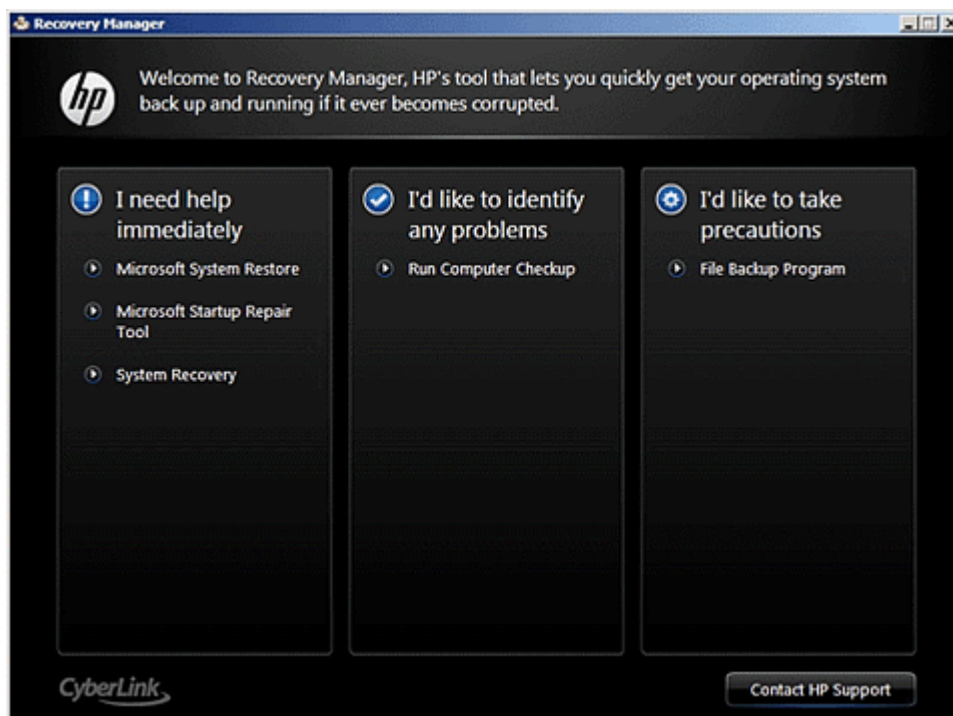 Recovery Manager
hp
Welcome to Recovery Manager, HP's tool that lets you quickly get your operating system
back up and running if it ever becomes corrupted.
I need help
immediately
Microsoft System Restore
Microsoft Startup Repair
Tool
System Recovery
I'd like to identify
any problems
Run Computer Checkup
I'd like to take
precautions
File Backup Program
CyberLink
Contact HP Support